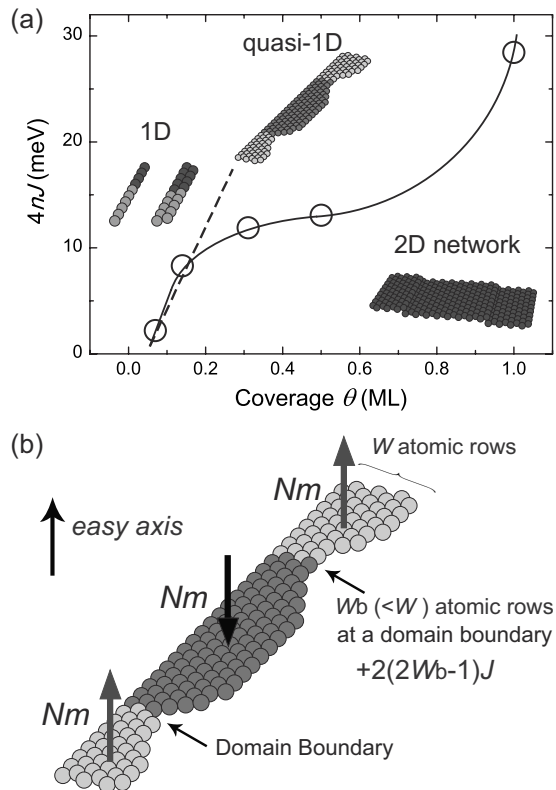 (a)
30
20
10
0
4nJ (meV)
quasi-1D
1D
2D network
0.0 0.2 0.4 0.6 0.8 1.0
Coverage θ (ML)
(b)
W atomic rows
Nm
easy axis
Nm
Wb (<W ) atomic rows
at a domain boundary
+2(2Wb-1)J
Nm
Domain Boundary